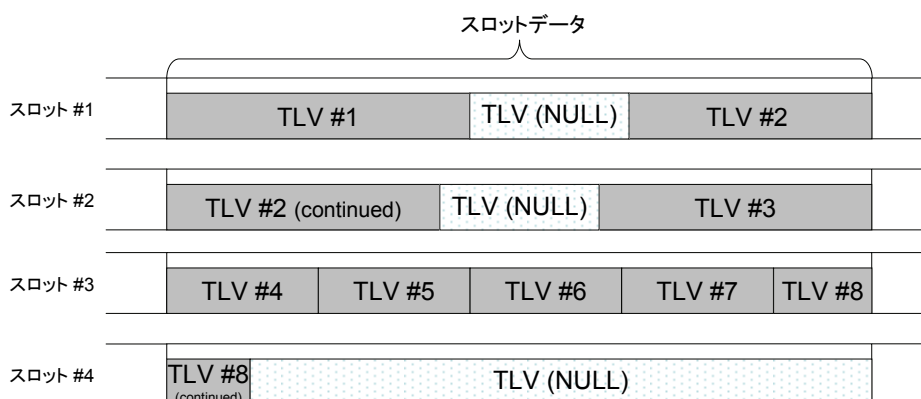 スロットデータ
スロット #1
TLV #1
TLV (NULL)
TLV #2
スロット #2
TLV #2 (continued)
TLV (NULL)
TLV #3
スロット #3
TLV #4
TLV #5
TLV #6
TLV #7
TLV #8
スロット #4
TLV #8
(continued)
TLV (NULL)